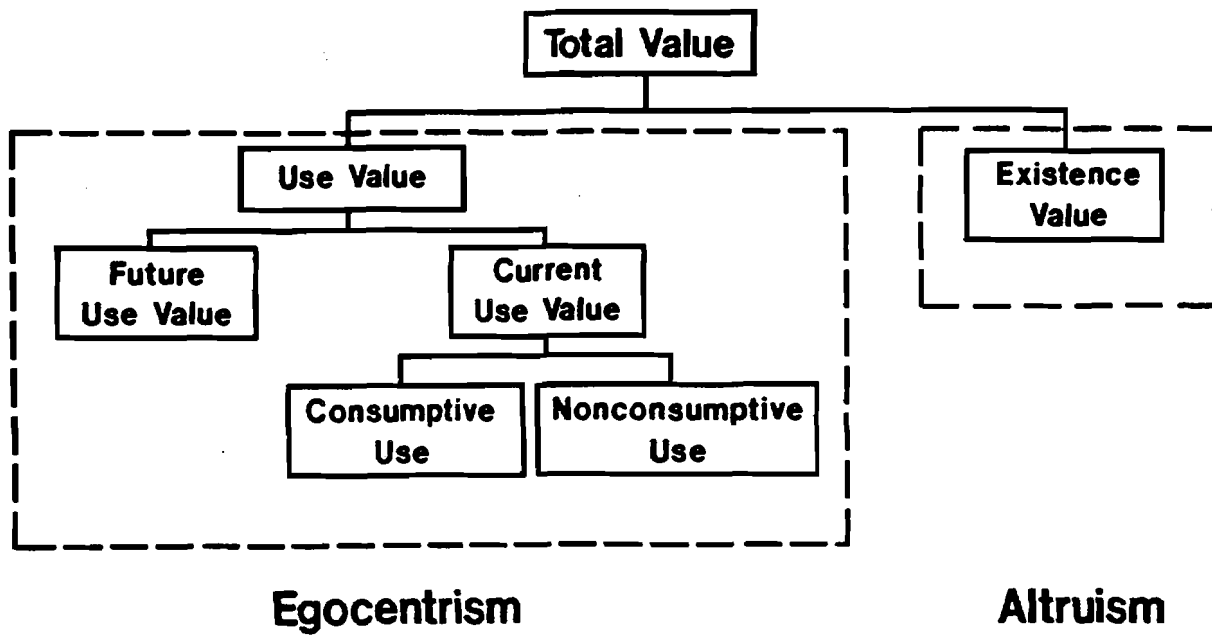 Total Value
Use Value
Existence
Value
Future
Use Value
Current
Use Value
Consumptive
Use
Nonconsumptive
Use
Egocentrism
Altruism